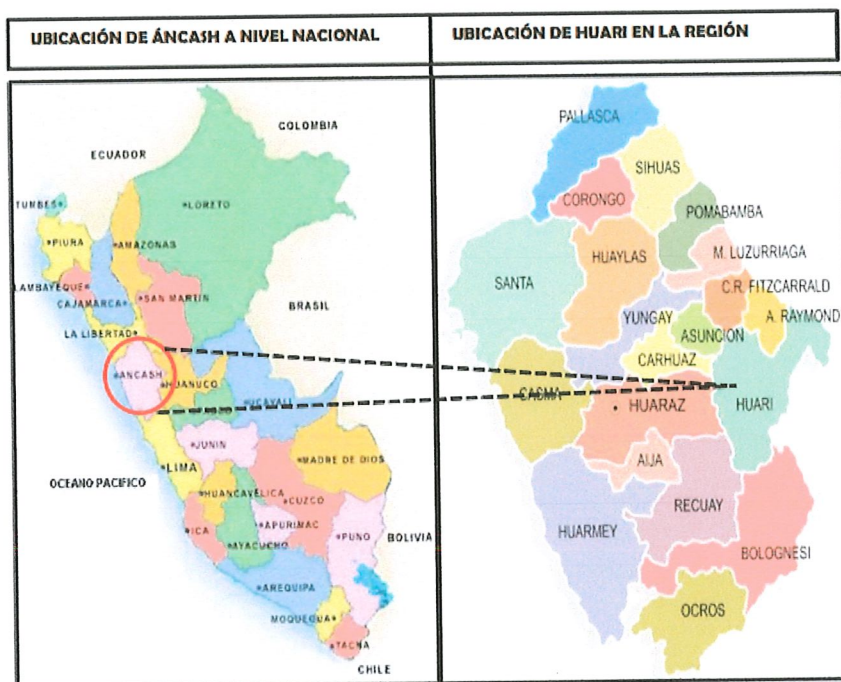 UBICACIÓN DE ÁNCASH A NIVEL NACIONAL
UBICACIÓN DE HUARI EN LA REGIÓN
COLOMBIA
ECUADOR
TUMBES
LORETO
PIURA
AMAZONAS
LAMBAYEQUE
CAJAMARCA
SAN MARTIN
BRASIL
LA LIBERTAD
ANCASH
HUANUCO
UCAYALI
JUNIN
LIMA
MADRE DE DIOS
OCEANO PACIFICO
HUANCAVELICA
CUZCO
ICA
APURIMAC
PUNO
BOLIVIA
AYACUCHO
AREQUIPA
MOQUEGUA
TACNA
CHILE
PALLASCA
SIHUAS
CORONGO
POMABAMBA
M. LUZURRIAGA
SANTA
HUAYLAS
C.R. FITZCARRALD
YUNGAY
A. RAYMOND
ASUNCION
CARHUAZ
CASMA
HUARAZ
HUARI
AIJA
RECUAY
HUARMEY
BOLOGNESI
OCROS